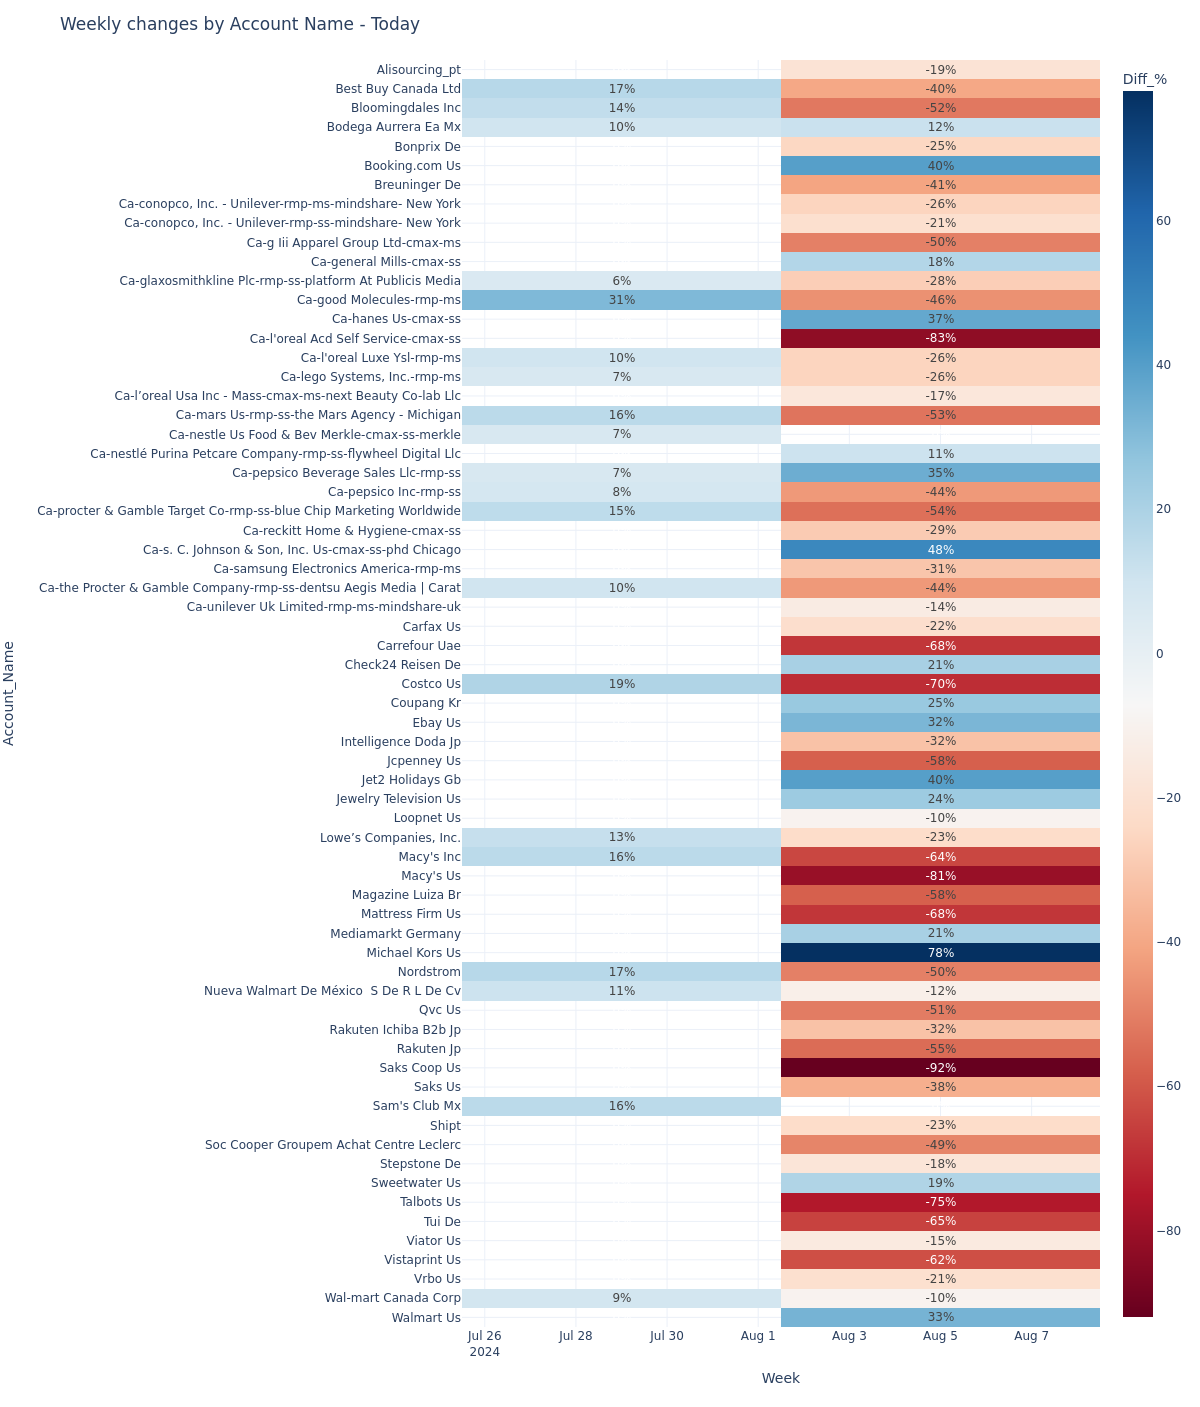 Weekly changes by Account Name - Today
Diff_%
Alisourcing_pt -19%
Best Buy Canada Ltd 17% -40%
Bloomingdales Inc 14% -52%
Bodega Aurrera Ea Mx 10% 12%
Bonprix De -25%
Booking.com Us 40%
Breuninger De -41%
Ca-conopco, Inc. - Unilever-rmp-ms-mindshare- New York -26%
Ca-conopco, Inc. - Unilever-rmp-ss-mindshare- New York -21%
Ca-g Iii Apparel Group Ltd-cmax-ms -50%
Ca-general Mills-cmax-ss 18%
Ca-glaxosmithkline Plc-rmp-ss-platform At Publicis Media 6% -28%
Ca-good Molecules-rmp-ms 31% -46%
Ca-hanes Us-cmax-ss 37%
Ca-l'oreal Acd Self Service-cmax-ss -83%
Ca-l'oreal Luxe Ysl-rmp-ms 10% -26%
Ca-lego Systems, Inc.-rmp-ms 7% -26%
Ca-l’oreal Usa Inc - Mass-cmax-ms-next Beauty Co-lab Llc -17%
Ca-mars Us-rmp-ss-the Mars Agency - Michigan 16% -53%
Ca-nestle Us Food & Bev Merkle-cmax-ss-merkle 7%
Ca-nestlé Purina Petcare Company-rmp-ss-flywheel Digital Llc 11%
Ca-pepsico Beverage Sales Llc-rmp-ss 7% 35%
Ca-pepsico Inc-rmp-ss 8% -44%
Ca-procter & Gamble Target Co-rmp-ss-blue Chip Marketing Worldwide 15% -54%
Ca-reckitt Home & Hygiene-cmax-ss -29%
Ca-s. C. Johnson & Son, Inc. Us-cmax-ss-phd Chicago 48%
Ca-samsung Electronics America-rmp-ms -31%
Ca-the Procter & Gamble Company-rmp-ss-dentsu Aegis Media | Carat 10% -44%
Ca-unilever Uk Limited-rmp-ms-mindshare-uk -14%
Carfax Us -22%
Carrefour Uae -68%
Check24 Reisen De 21%
Costco Us 19% -70%
Coupang Kr 25%
Ebay Us 32%
Intelligence Doda Jp -32%
Jcpenney Us -58%
Jet2 Holidays Gb 40%
Jewelry Television Us 24%
Loopnet Us -10%
Lowe’s Companies, Inc. 13% -23%
Macy's Inc 16% -64%
Macy's Us -81%
Magazine Luiza Br -58%
Mattress Firm Us -68%
Mediamarkt Germany 21%
Michael Kors Us 78%
Nordstrom 17% -50%
Nueva Walmart De México  S De R L De Cv 11% -12%
Qvc Us -51%
Rakuten Ichiba B2b Jp -32%
Rakuten Jp -55%
Saks Coop Us -92%
Saks Us -38%
Sam's Club Mx 16%
Shipt -23%
Soc Cooper Groupem Achat Centre Leclerc -49%
Stepstone De -18%
Sweetwater Us 19%
Talbots Us -75%
Tui De -65%
Viator Us -15%
Vistaprint Us -62%
Vrbo Us -21%
Wal-mart Canada Corp 9% -10%
Walmart Us 33%
Account_Name
Jul 26 Jul 28 Jul 30 Aug 1 Aug 3 Aug 5 Aug 7
2024
Week
60
40
20
0
−20
−40
−60
−80